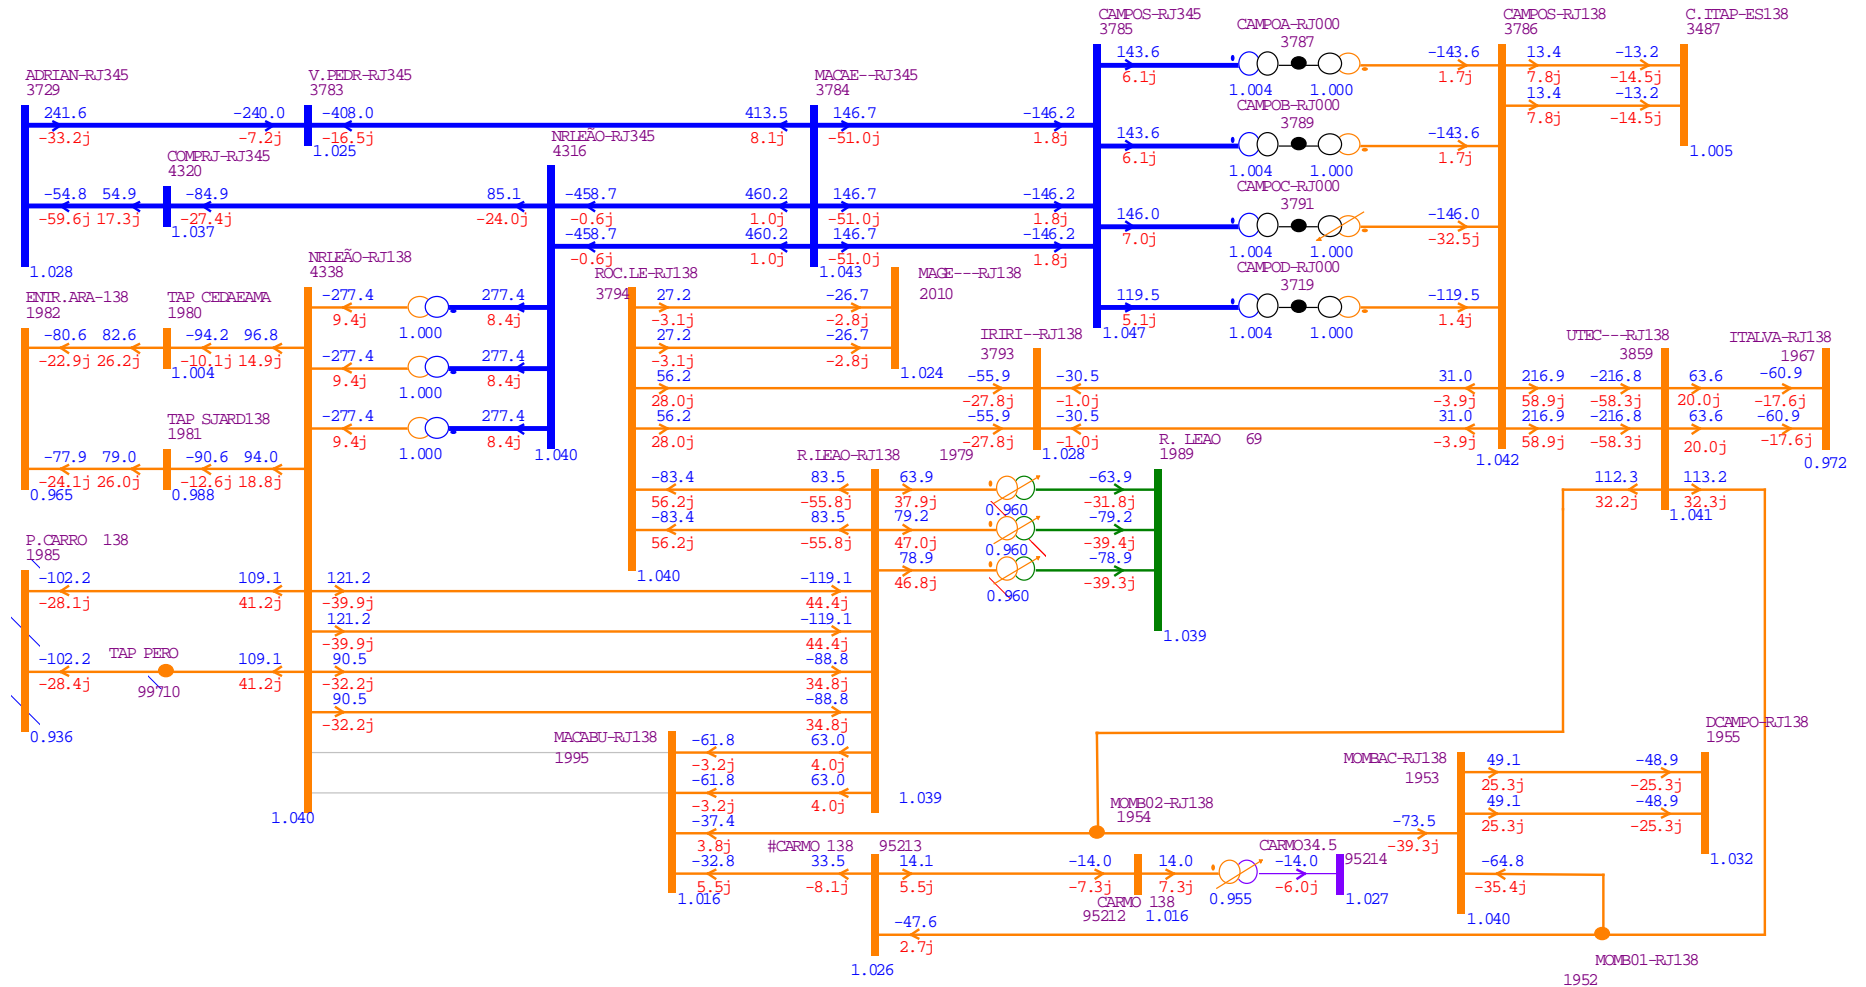 CAMPOS-RJ345
3785
CAMPOA-RJ000
3787
CAMPOS-RJ138
3786
C.ITAP-ES138
3487
143.6
6.1j
1.004
1.000
-143.6
1.7j
13.4
7.8j
-13.2
-14.5j
13.4
7.8j
-13.2
-14.5j
1.005
ADRIAN-RJ345
3729
V.PEDR-RJ345
3783
MACAE--RJ345
3784
241.6
-33.2j
-240.0
-7.2j
-408.0
-16.5j
1.025
413.5
8.1j
146.7
-51.0j
-146.2
1.8j
CAMPOB-RJ000
3789
143.6
6.1j
1.004
1.000
-143.6
1.7j
COMPRJ-RJ345
4320
NRLEÃO-RJ345
4316
-54.8
-59.6j
54.9
17.3j
-84.9
-27.4j
1.037
85.1
-24.0j
-458.7
-0.6j
460.2
1.0j
146.7
-51.0j
-146.2
1.8j
-458.7
-0.6j
460.2
1.0j
146.7
-51.0j
-146.2
1.8j
1.028
1.043
CAMPOC-RJ000
3791
146.0
7.0j
1.004
1.000
-146.0
-32.5j
CAMPOD-RJ000
3719
119.5
5.1j
1.004
1.000
-119.5
1.4j
1.047
NRLEÃO-RJ138
4338
ROC.LE-RJ138
3794
MAGE---RJ138
2010
ENTR.ARA-138
1982
TAP CEDAEAMA
1980
-277.4
9.4j
1.000
277.4
8.4j
27.2
-3.1j
-26.7
-2.8j
-80.6
-22.9j
82.6
26.2j
-94.2
-10.1j
96.8
14.9j
1.004
-277.4
9.4j
1.000
277.4
8.4j
27.2
-3.1j
-26.7
-2.8j
1.024
IRIRI--RJ138
3793
UTEC---RJ138
3859
ITALVA-RJ138
1967
56.2
28.0j
-55.9
-27.8j
-30.5
-1.0j
31.0
-3.9j
216.9
58.9j
-216.8
-58.3j
63.6
20.0j
-60.9
-17.6j
TAP SJARD138
1981
-277.4
9.4j
1.000
277.4
8.4j
1.040
56.2
28.0j
-55.9
-27.8j
1.028
-30.5
-1.0j
31.0
-3.9j
1.042
216.9
58.9j
-216.8
-58.3j
63.6
20.0j
-60.9
-17.6j
0.972
-77.9
-24.1j
79.0
26.0j
-90.6
-12.6j
94.0
18.8j
0.965
0.988
R.LEAO-RJ138
1979
R. LEAO 69
1989
-83.4
56.2j
83.5
-55.8j
63.9
37.9j
0.960
-63.9
-31.8j
112.3
32.2j
113.2
32.3j
1.041
-83.4
56.2j
83.5
-55.8j
79.2
47.0j
0.960
-79.2
-39.4j
78.9
46.8j
0.960
-78.9
-39.3j
1.040
1.039
P.CARRO 138
1985
-102.2
-28.1j
109.1
41.2j
121.2
-39.9j
-119.1
44.4j
121.2
-39.9j
-119.1
44.4j
TAP PERO
99710
-102.2
-28.4j
109.1
41.2j
90.5
-32.2j
-88.8
34.8j
90.5
-32.2j
-88.8
34.8j
0.936
MACABU-RJ138
1995
-61.8
-3.2j
63.0
4.0j
-61.8
-3.2j
63.0
4.0j
1.039
1.040
MOMBAC-RJ138
1953
DCAMPO-RJ138
1955
49.1
25.3j
-48.9
-25.3j
49.1
25.3j
-48.9
-25.3j
1.032
MOMB02-RJ138
1954
-37.4
3.8j
-73.5
-39.3j
#CARMO 138
95213
-32.8
5.5j
1.016
33.5
-8.1j
14.1
5.5j
-14.0
-7.3j
14.0
7.3j
CARMO 138
95212
1.016
0.955
CARMO34.5
95214
-14.0
-6.0j
1.027
-64.8
-35.4j
1.040
-47.6
2.7j
1.026
MOMB01-RJ138
1952